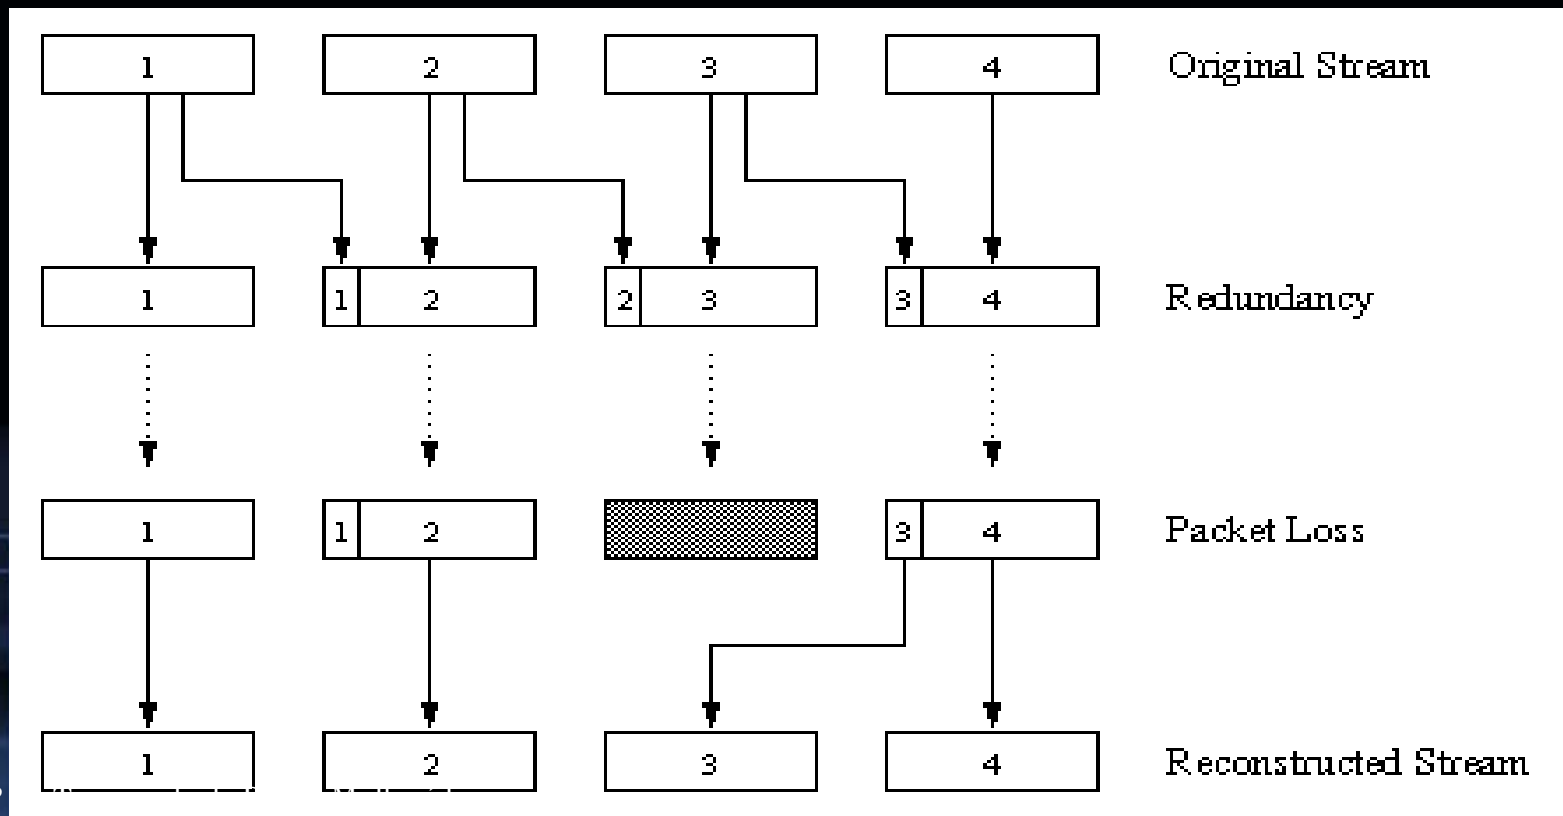 1 2 3 4 Original Stream
1 1 2 2 3 3 4 Redundancy
1 1 2 3 4 Packet Loss
1 2 3 4 Reconstructed Stream